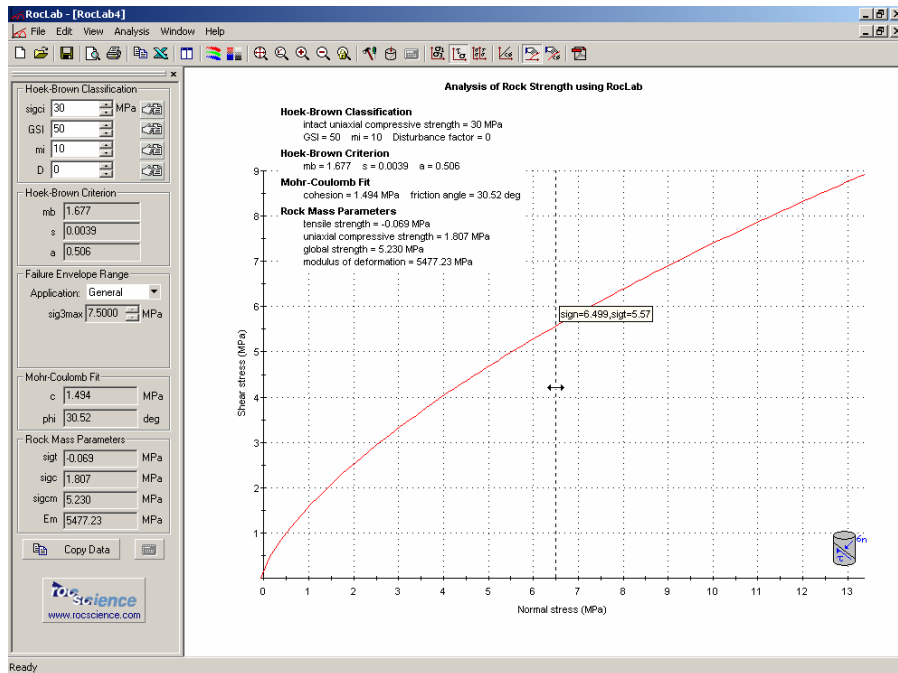 RocLab - [RocLab4]
File Edit View Analysis Window Help
Hoek-Brown Classification
sigci 30 MPa
GSI 50
mi 10
D 0
Hoek-Brown Criterion
mb 1.677
s 0.0039
a 0.506
Failure Envelope Range
Application: General
sig3max 7.5000 MPa
Mohr-Coulomb Fit
c 1.494 MPa
phi 30.52 deg
Rock Mass Parameters
sigt -0.069 MPa
sigc 1.807 MPa
sigcm 5.230 MPa
Em 5477.23 MPa
Copy Data
rocscience
www.rocscience.com
Analysis of Rock Strength using RocLab
Hoek-Brown Classification
intact uniaxial compressive strength = 30 MPa
GSI = 50 mi = 10 Disturbance factor = 0
Hoek-Brown Criterion
mb = 1.677 s = 0.0039 a = 0.506
Mohr-Coulomb Fit
cohesion = 1.494 MPa friction angle = 30.52 deg
Rock Mass Parameters
tensile strength = -0.069 MPa
uniaxial compressive strength = 1.807 MPa
global strength = 5.230 MPa
modulus of deformation = 5477.23 MPa
9
8
7
6
5
4
3
2
1
Shear stress (MPa)
sign=6.499,sigt=5.57
6n
τ
0 1 2 3 4 5 6 7 8 9 10 11 12 13
Normal stress (MPa)
Ready